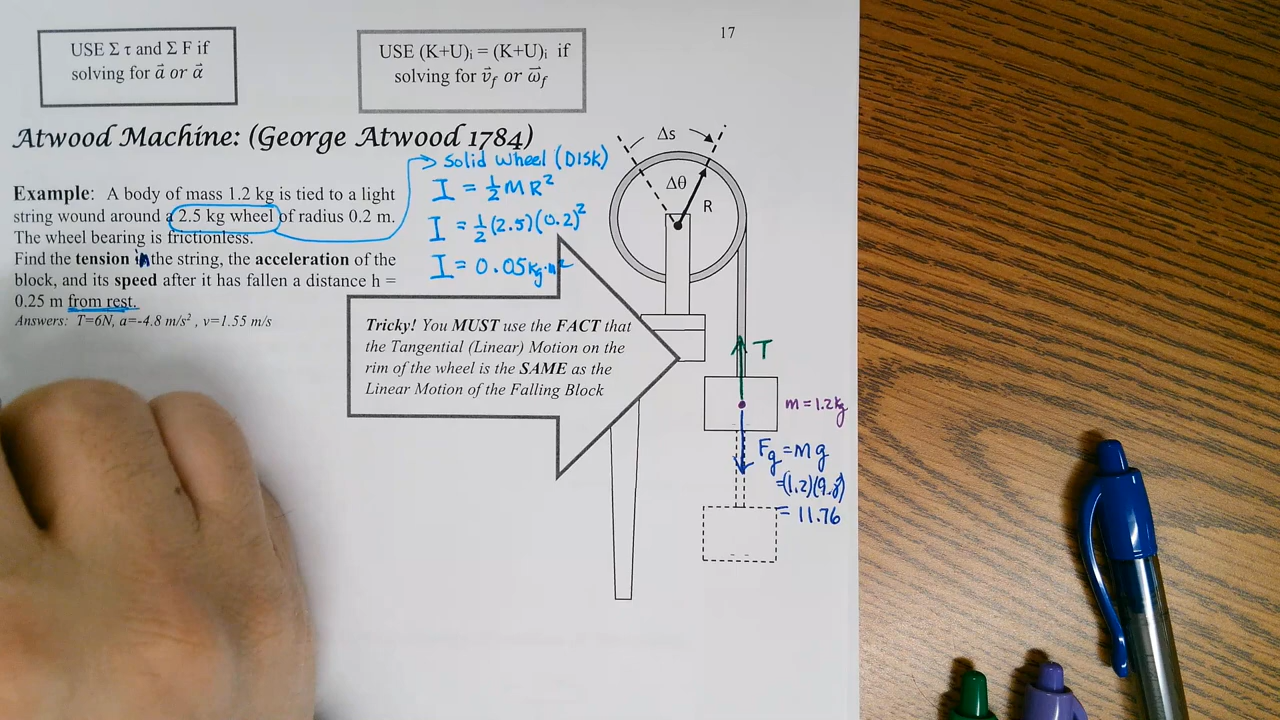 17
USE Σ τ and Σ F if
solving for a⃗ or α⃗
USE (K+U)ᵢ = (K+U)ᵢ if
solving for v⃗f or ω⃗f
Atwood Machine: (George Atwood 1784)
Example: A body of mass 1.2 kg is tied to a light
string wound around a 2.5 kg wheel of radius 0.2 m.
The wheel bearing is frictionless.
Find the tension in the string, the acceleration of the
block, and its speed after it has fallen a distance h =
0.25 m from rest.
Answers: T=6N, a=-4.8 m/s² , v=1.55 m/s
→ solid wheel (DISK)
I = ½MR²
I = ½(2.5)(0.2)²
I = 0.05kg·m²
Tricky! You MUST use the FACT that
the Tangential (Linear) Motion on the
rim of the wheel is the SAME as the
Linear Motion of the Falling Block
Δs
Δθ
R
T
m = 1.2kg
Fg = mg
=(1.2)(9.8)
= 11.76